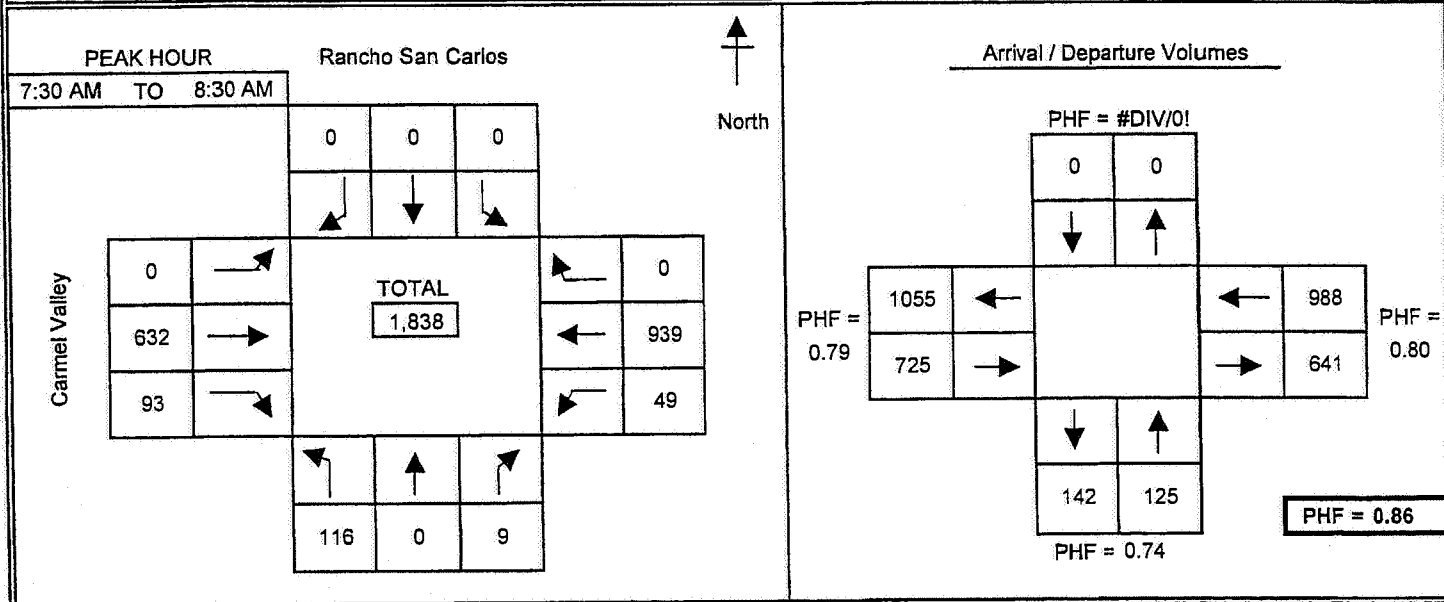 PEAK HOUR
7:30 AM TO 8:30 AM
Rancho San Carlos
North
0 0 0
Carmel Valley
0
632
93
TOTAL
1,838
0
939
49
116 0 9
Arrival / Departure Volumes
PHF = #DIV/0!
0 0
PHF =
0.79
1055
725
988
641
PHF =
0.80
142 125
PHF = 0.74
PHF = 0.86